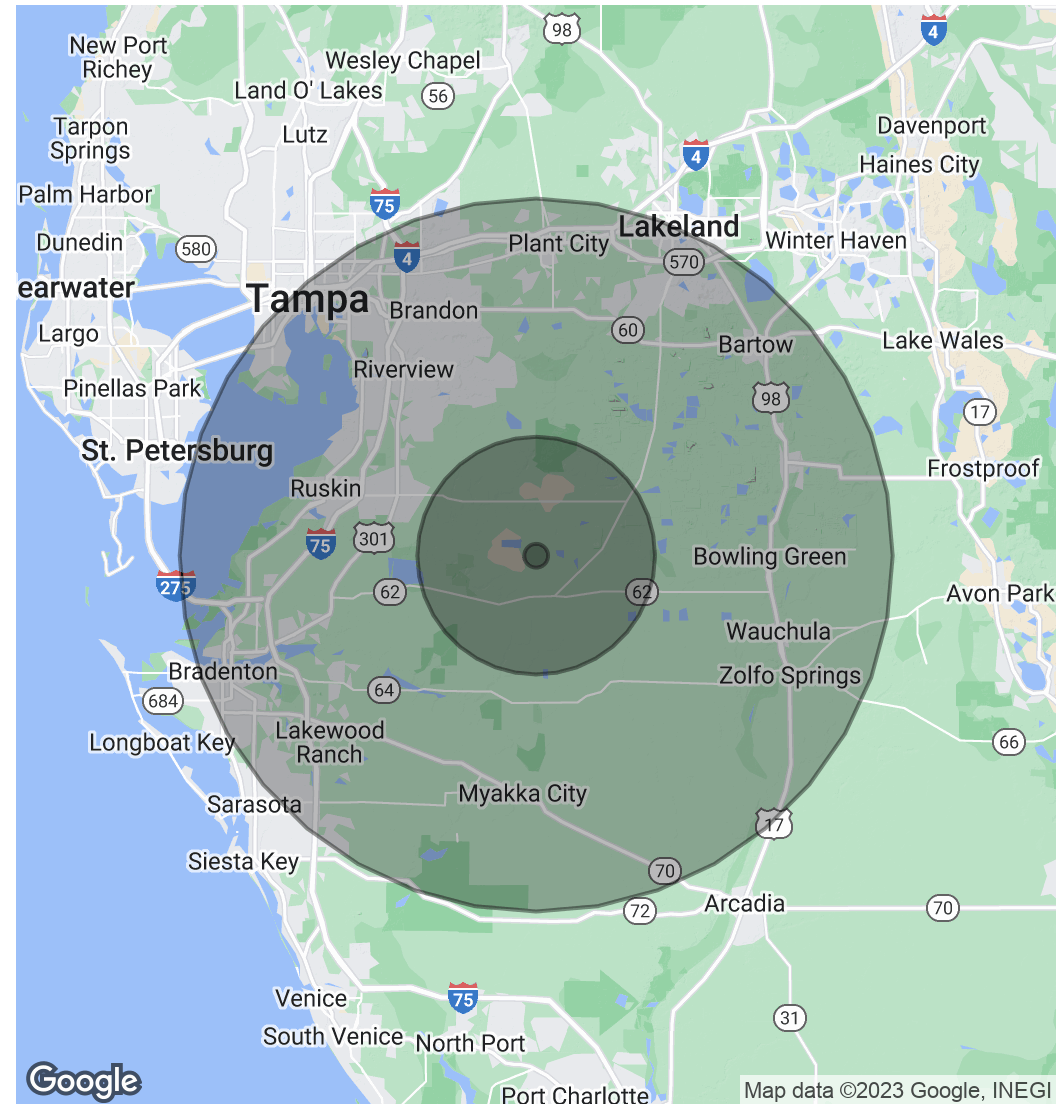 98
4
New Port
Richey
Wesley Chapel
Land O' Lakes
56
Tarpon
Springs
Lutz
Davenport
4
Haines City
Palm Harbor
75
Lakeland
Dunedin
580
Plant City
Winter Haven
4
570
earwater
Tampa
Brandon
Largo
60
Bartow
Lake Wales
Riverview
Pinellas Park
98
17
St. Petersburg
Frostproof
Ruskin
75
301
Bowling Green
275
62
62
Avon Park
Wauchula
Bradenton
Zolfo Springs
684
64
Longboat Key
Lakewood
Ranch
66
Sarasota
Myakka City
17
Siesta Key
70
Arcadia
72
70
Venice
75
31
South Venice
North Port
Google
Port Charlotte
Map data ©2023 Google, INEGI